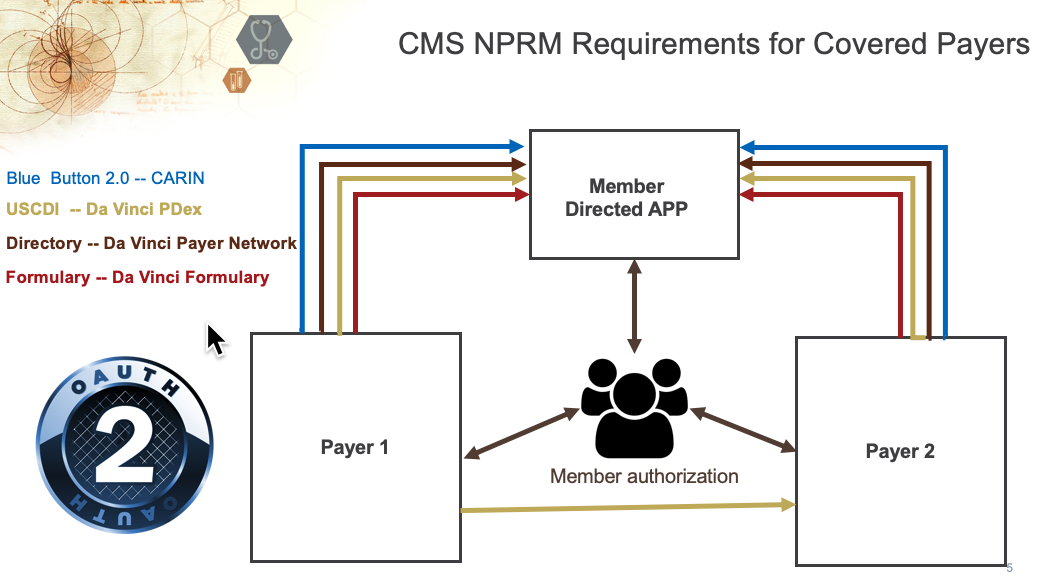 CMS NPRM Requirements for Covered Payers
Blue Button 2.0 -- CARIN
USCDI -- Da Vinci PDex
Directory -- Da Vinci Payer Network
Formulary -- Da Vinci Formulary
Member
Directed APP
OAUTH
2
OAUTH
Payer 1
Payer 2
Member authorization
5